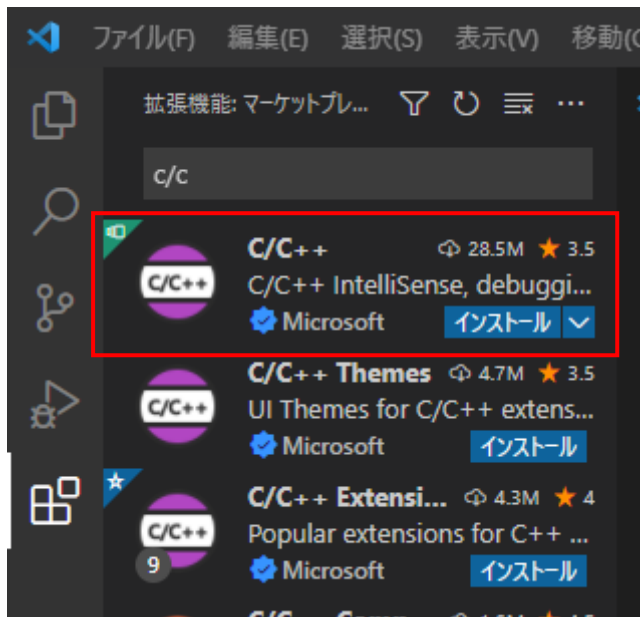 ファイル(F) 編集(E) 選択(S) 表示(V) 移動(G
拡張機能: マーケットプレ...
c/c
C/C++ 28.5M 3.5
C/C++
C/C++ IntelliSense, debuggi...
Microsoft インストール
C/C++ Themes 4.7M 3.5
C/C++
UI Themes for C/C++ extens...
Microsoft インストール
C/C++ Extensi... 4.3M 4
C/C++
Popular extensions for C++ ...
9
Microsoft インストール